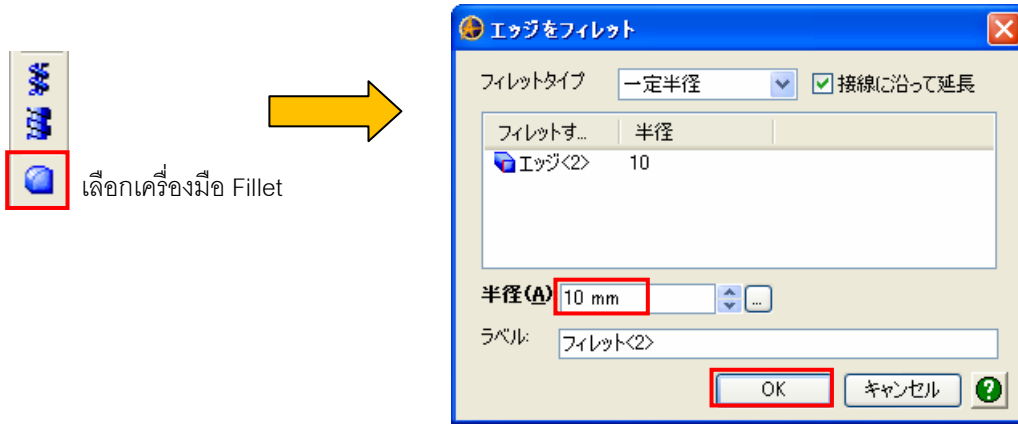 เลือกเครื่องมือ Fillet
エッジをフィレット
フィレットタイプ 一定半径 接線に沿って延長
フィレットす... 半径
エッジ<2> 10
半径(A) 10 mm ...
ラベル: フィレット<2>
OK キャンセル ?